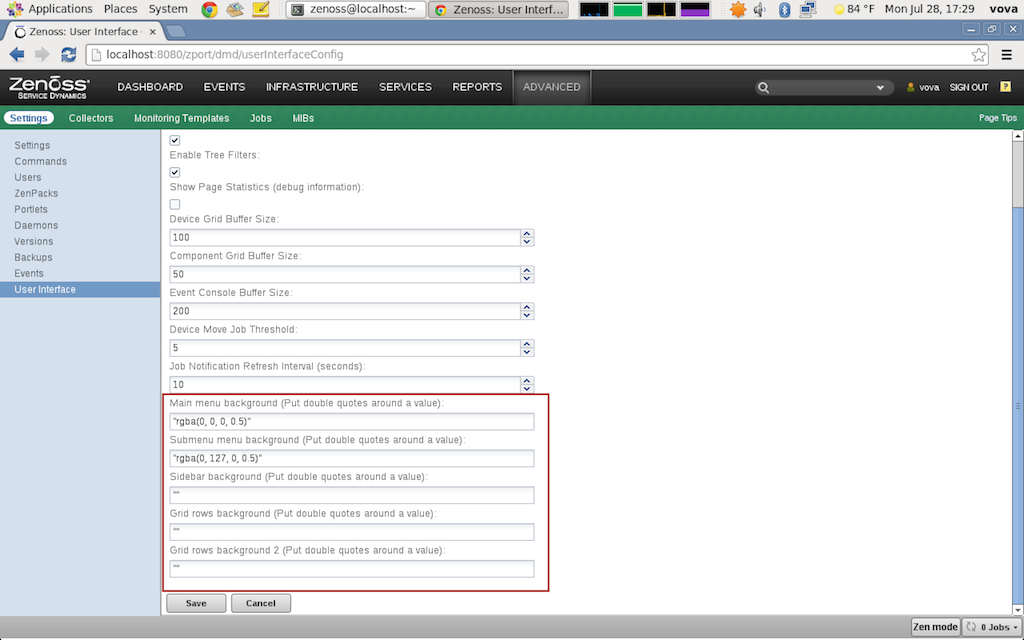 Applications Places System zenoss@localhost:~ Zenoss: User Interf... 84 °F Mon Jul 28, 17:29 vova
Zenoss: User Interface
localhost:8080/zport/dmd/userInterfaceConfig
Zenoss SERVICE DYNAMICS DASHBOARD EVENTS INFRASTRUCTURE SERVICES REPORTS ADVANCED vova SIGN OUT ?
Settings Collectors Monitoring Templates Jobs MIBs Page Tips
Settings
Commands
Users
ZenPacks
Portlets
Daemons
Versions
Backups
Events
User Interface
Enable Tree Filters:
Show Page Statistics (debug information):
Device Grid Buffer Size:
100
Component Grid Buffer Size:
50
Event Console Buffer Size:
200
Device Move Job Threshold:
5
Job Notification Refresh Interval (seconds):
10
Main menu background (Put double quotes around a value):
"rgba(0, 0, 0, 0.5)"
Submenu menu background (Put double quotes around a value):
"rgba(0, 127, 0, 0.5)"
Sidebar background (Put double quotes around a value):
""
Grid rows background (Put double quotes around a value):
""
Grid rows background 2 (Put double quotes around a value):
""
Save Cancel
Zen mode 0 Jobs